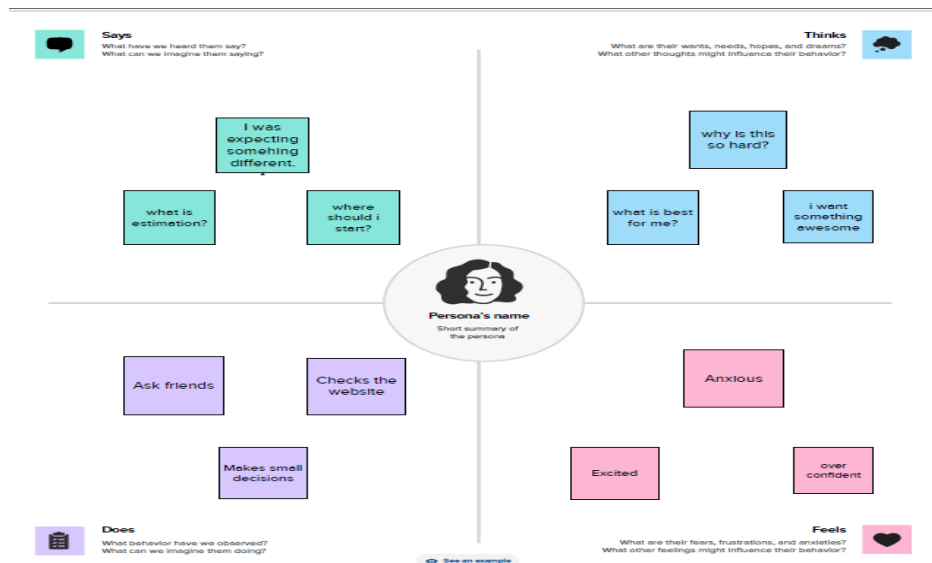 Says
What have we heard them say?
What can we imagine them saying?
Thinks
What are their wants, needs, hopes, and dreams?
What other thoughts might influence their behavior?
I was
expecting
somehing
different.
what is
estimation?
where
should i
start?
why is this
so hard?
what is best
for me?
i want
something
awesome
Persona's name
Short summary of
the persona
Ask friends
Checks the
website
Makes small
decisions
Anxious
Excited
over
confident
Does
What behavior have we observed?
What can we imagine them doing?
Feels
What are their fears, frustrations, and anxieties?
What other feelings might influence their behavior?
See an example